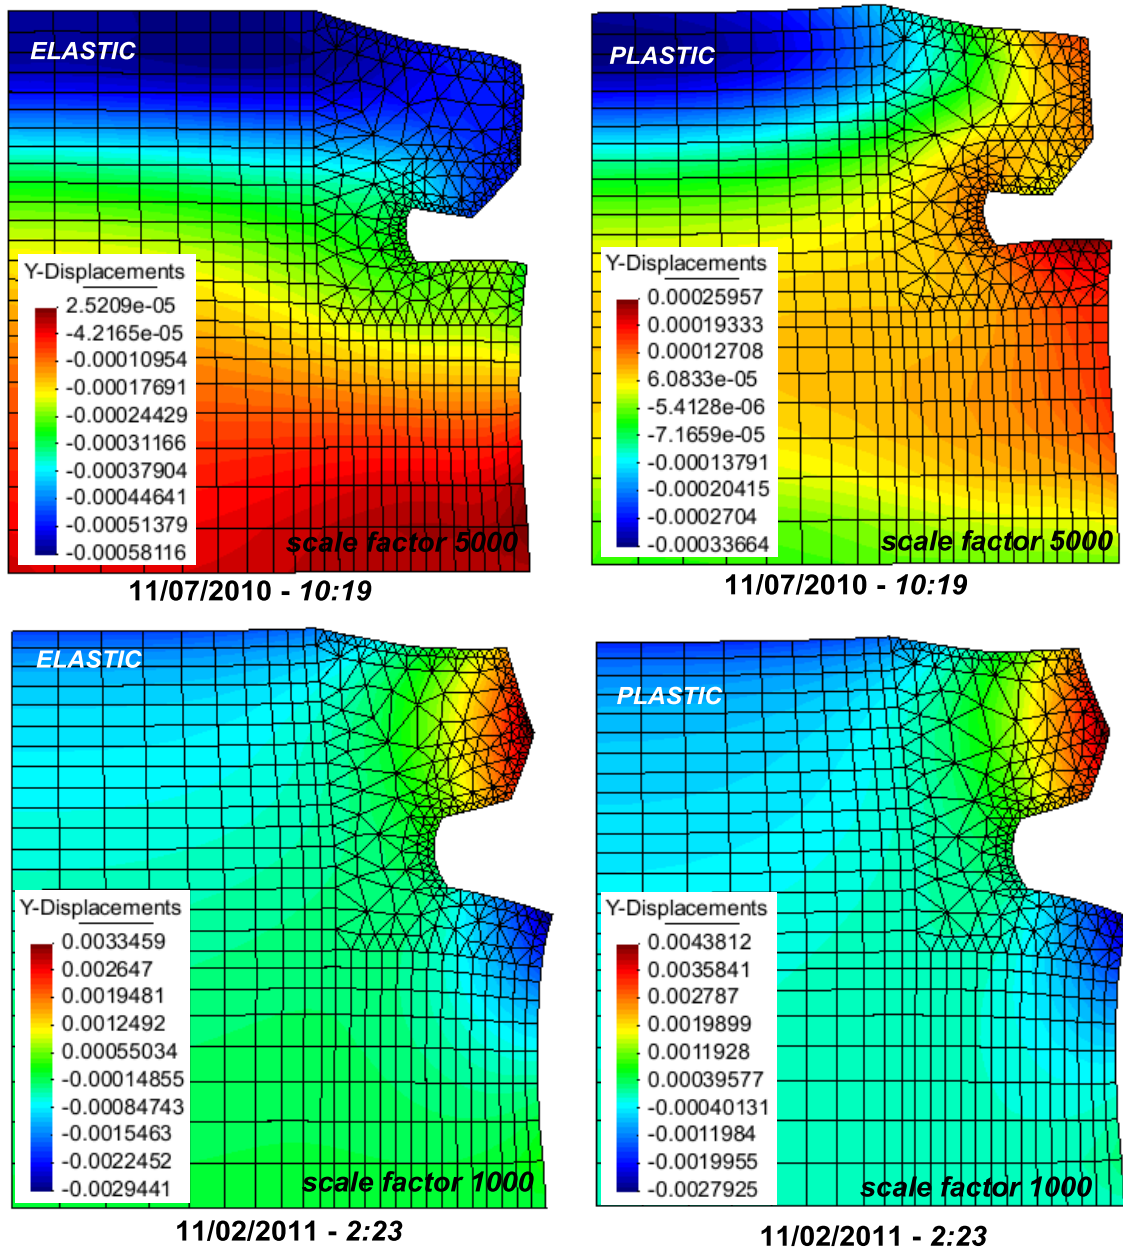 ELASTIC
Y-Displacements
2.5209e-05
-4.2165e-05
-0.00010954
-0.00017691
-0.00024429
-0.00031166
-0.00037904
-0.00044641
-0.00051379
-0.00058116
scale factor 5000
11/07/2010 - 10:19
PLASTIC
Y-Displacements
0.00025957
0.00019333
0.00012708
6.0833e-05
-5.4128e-06
-7.1659e-05
-0.00013791
-0.00020415
-0.0002704
-0.00033664
scale factor 5000
11/07/2010 - 10:19
ELASTIC
Y-Displacements
0.0033459
0.002647
0.0019481
0.0012492
0.00055034
-0.00014855
-0.00084743
-0.0015463
-0.0022452
-0.0029441
scale factor 1000
11/02/2011 - 2:23
PLASTIC
Y-Displacements
0.0043812
0.0035841
0.002787
0.0019899
0.0011928
0.00039577
-0.00040131
-0.0011984
-0.0019955
-0.0027925
scale factor 1000
11/02/2011 - 2:23